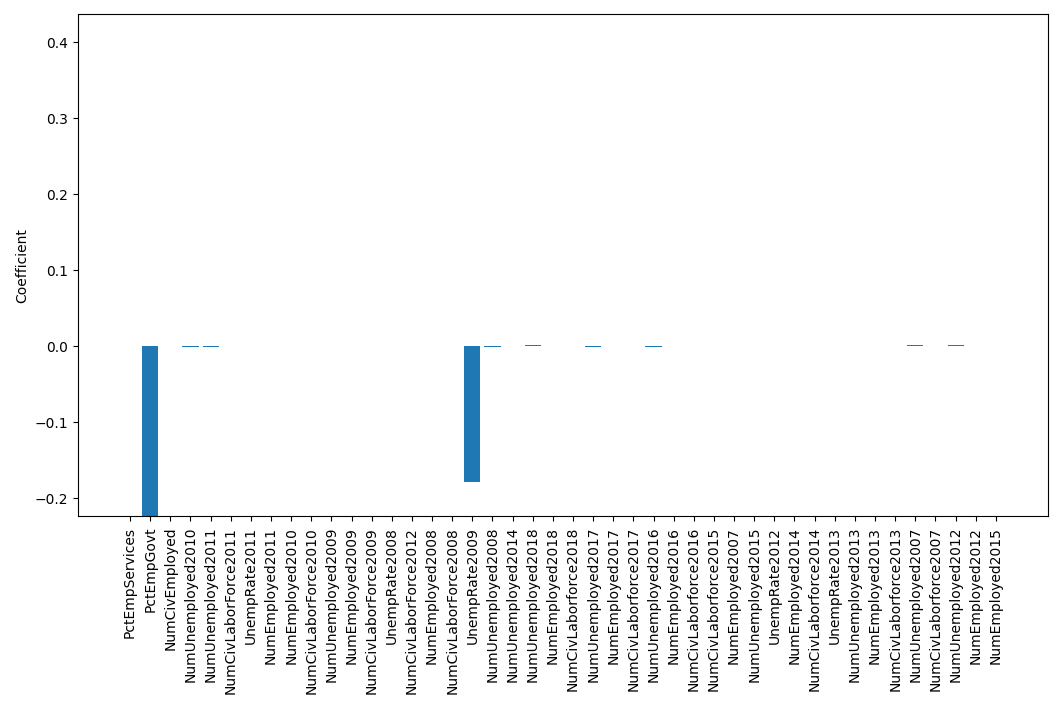 Coefficient
0.4
0.3
0.2
0.1
0.0
−0.1
−0.2
PctEmpServices
PctEmpGovt
NumCivEmployed
NumUnemployed2010
NumUnemployed2011
NumCivLaborForce2011
UnempRate2011
NumEmployed2011
NumEmployed2010
NumCivLaborForce2010
NumUnemployed2009
NumEmployed2009
NumCivLaborForce2009
UnempRate2008
NumCivLaborForce2012
NumEmployed2008
NumCivLaborForce2008
UnempRate2009
NumUnemployed2008
NumUnemployed2014
NumUnemployed2018
NumEmployed2018
NumCivLaborforce2018
NumUnemployed2017
NumEmployed2017
NumCivLaborforce2017
NumUnemployed2016
NumEmployed2016
NumCivLaborforce2016
NumCivLaborforce2015
NumEmployed2007
NumUnemployed2015
UnempRate2012
NumEmployed2014
NumCivLaborforce2014
UnempRate2013
NumUnemployed2013
NumEmployed2013
NumCivLaborforce2013
NumUnemployed2007
NumCivLaborforce2007
NumUnemployed2012
NumEmployed2012
NumEmployed2015